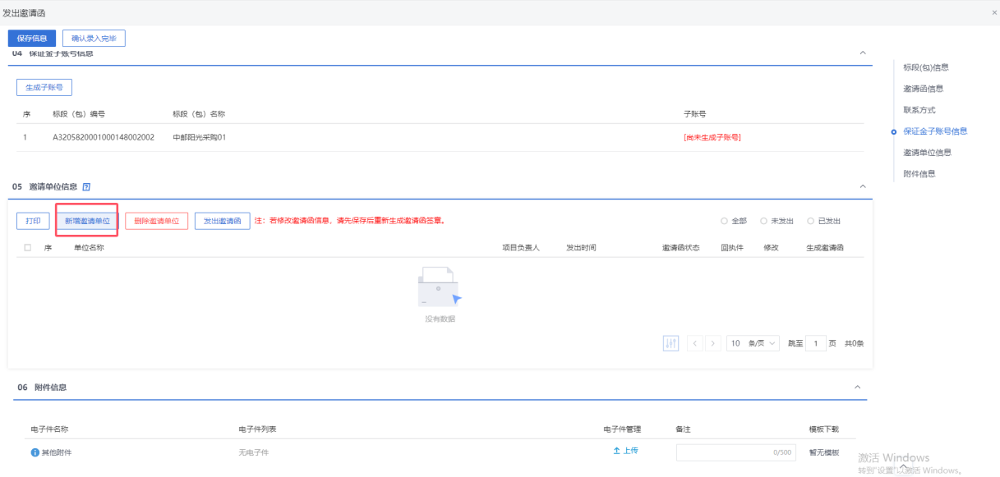 发出邀请函
×
保存信息 确认录入完毕
04 保证金子账号信息
生成子账号
序 标段（包）编号 标段（包）名称 子账号
1 A3205820001000148002002 中邮阳光采购01 [尚未生成子账号]
05 邀请单位信息 ?
打印 新增邀请单位 删除邀请单位 发出邀请函 注：若修改邀请函信息，请先保存后重新生成邀请函签章。 全部 未发出 已发出
序 单位名称 项目负责人 发出时间 邀请函状态 回执件 修改 生成邀请函
没有数据
10 条/页 跳至 1 页 共0条
06 附件信息
电子件名称 电子件列表 电子件管理 备注 模板下载
其他附件 无电子件 上传 0/500 暂无模板
标段(包)信息
邀请函信息
联系方式
保证金子账号信息
邀请单位信息
附件信息
激活 Windows
转到"设置"以激活 Windows。